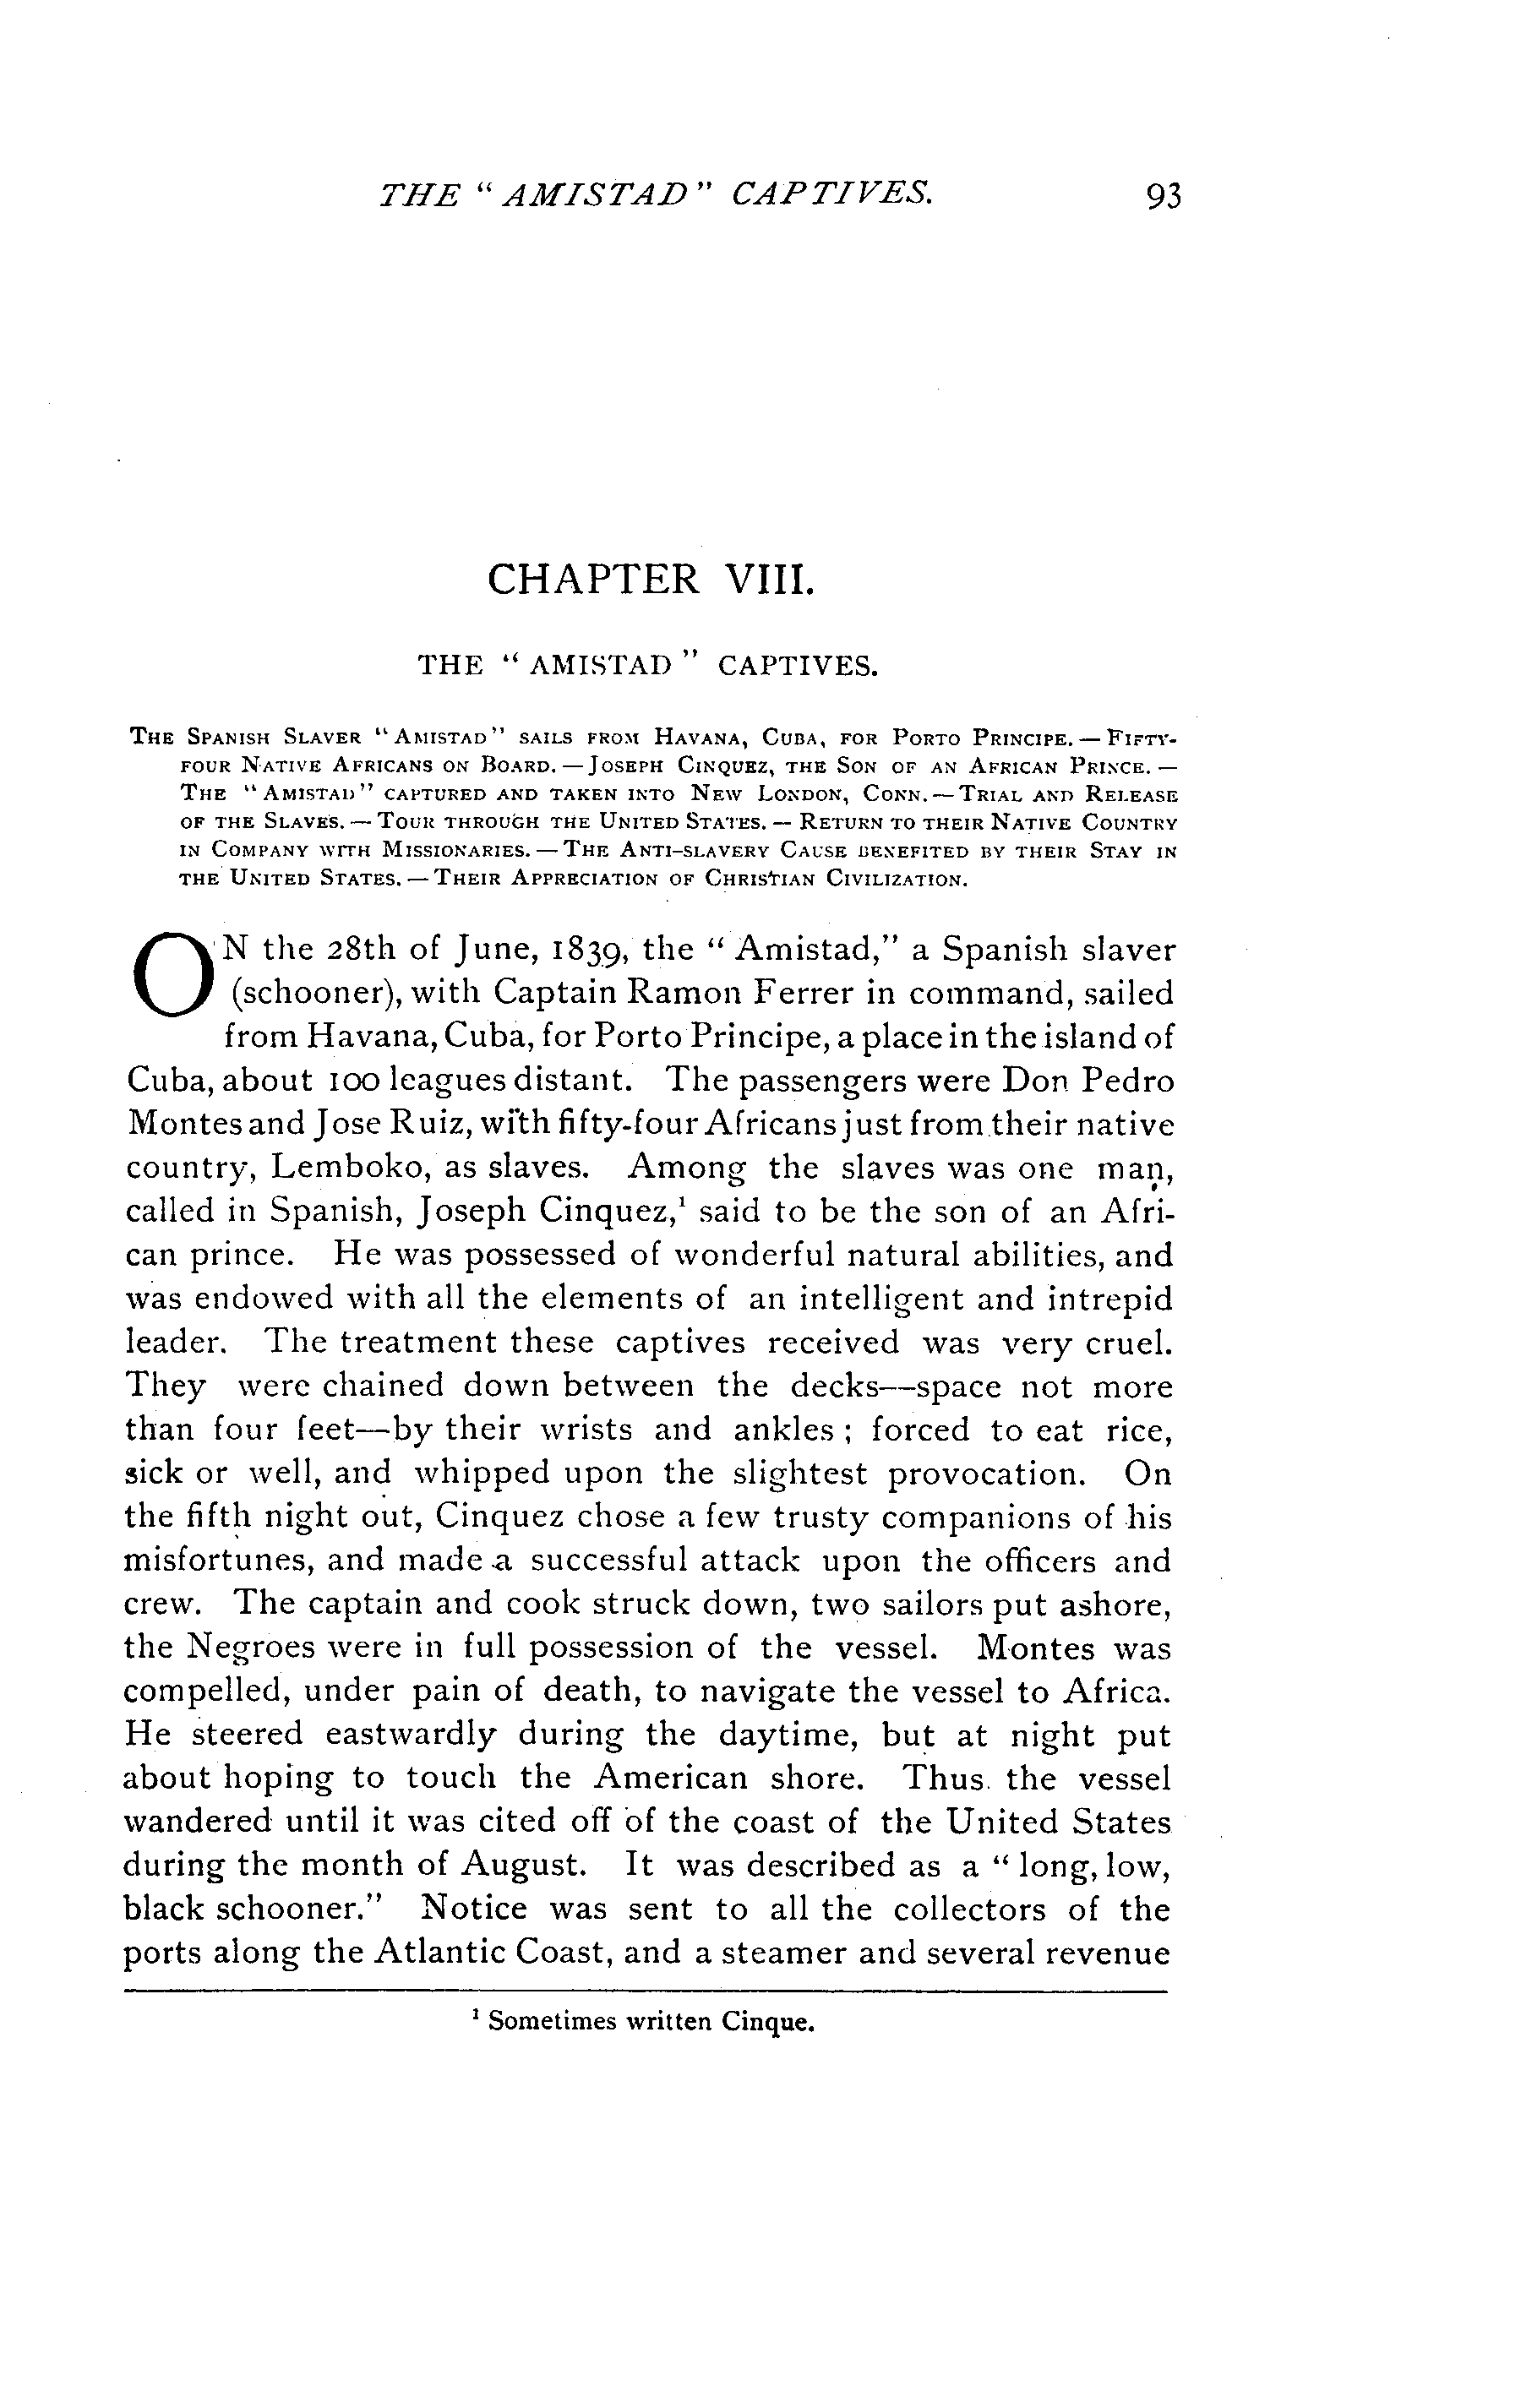 THE "AMISTAD" CAPTIVES. 93
CHAPTER VIII.
THE "AMISTAD" CAPTIVES.
THE SPANISH SLAVER "AMISTAD" SAILS FROM HAVANA, CUBA, FOR PORTO PRINCIPE.—FIFTY-
FOUR NATIVE AFRICANS ON BOARD.—JOSEPH CINQUEZ, THE SON OF AN AFRICAN PRINCE.—
THE "AMISTAD" CAPTURED AND TAKEN INTO NEW LONDON, CONN.—TRIAL AND RELEASE
OF THE SLAVES.—TOUR THROUGH THE UNITED STATES.—RETURN TO THEIR NATIVE COUNTRY
IN COMPANY WITH MISSIONARIES.—THE ANTI-SLAVERY CAUSE BENEFITED BY THEIR STAY IN
THE UNITED STATES.—THEIR APPRECIATION OF CHRISTIAN CIVILIZATION.
ON the 28th of June, 1839, the "Amistad," a Spanish slaver
(schooner), with Captain Ramon Ferrer in command, sailed
from Havana, Cuba, for Porto Principe, a place in the island of
Cuba, about 100 leagues distant. The passengers were Don Pedro
Montes and Jose Ruiz, with fifty-four Africans just from their native
country, Lemboko, as slaves. Among the slaves was one man,
called in Spanish, Joseph Cinquez,¹ said to be the son of an Afri-
can prince. He was possessed of wonderful natural abilities, and
was endowed with all the elements of an intelligent and intrepid
leader. The treatment these captives received was very cruel.
They were chained down between the decks—space not more
than four feet—by their wrists and ankles; forced to eat rice,
sick or well, and whipped upon the slightest provocation. On
the fifth night out, Cinquez chose a few trusty companions of his
misfortunes, and made a successful attack upon the officers and
crew. The captain and cook struck down, two sailors put ashore,
the Negroes were in full possession of the vessel. Montes was
compelled, under pain of death, to navigate the vessel to Africa.
He steered eastwardly during the daytime, but at night put
about hoping to touch the American shore. Thus the vessel
wandered until it was cited off of the coast of the United States
during the month of August. It was described as a "long, low,
black schooner." Notice was sent to all the collectors of the
ports along the Atlantic Coast, and a steamer and several revenue
¹ Sometimes written Cinque.